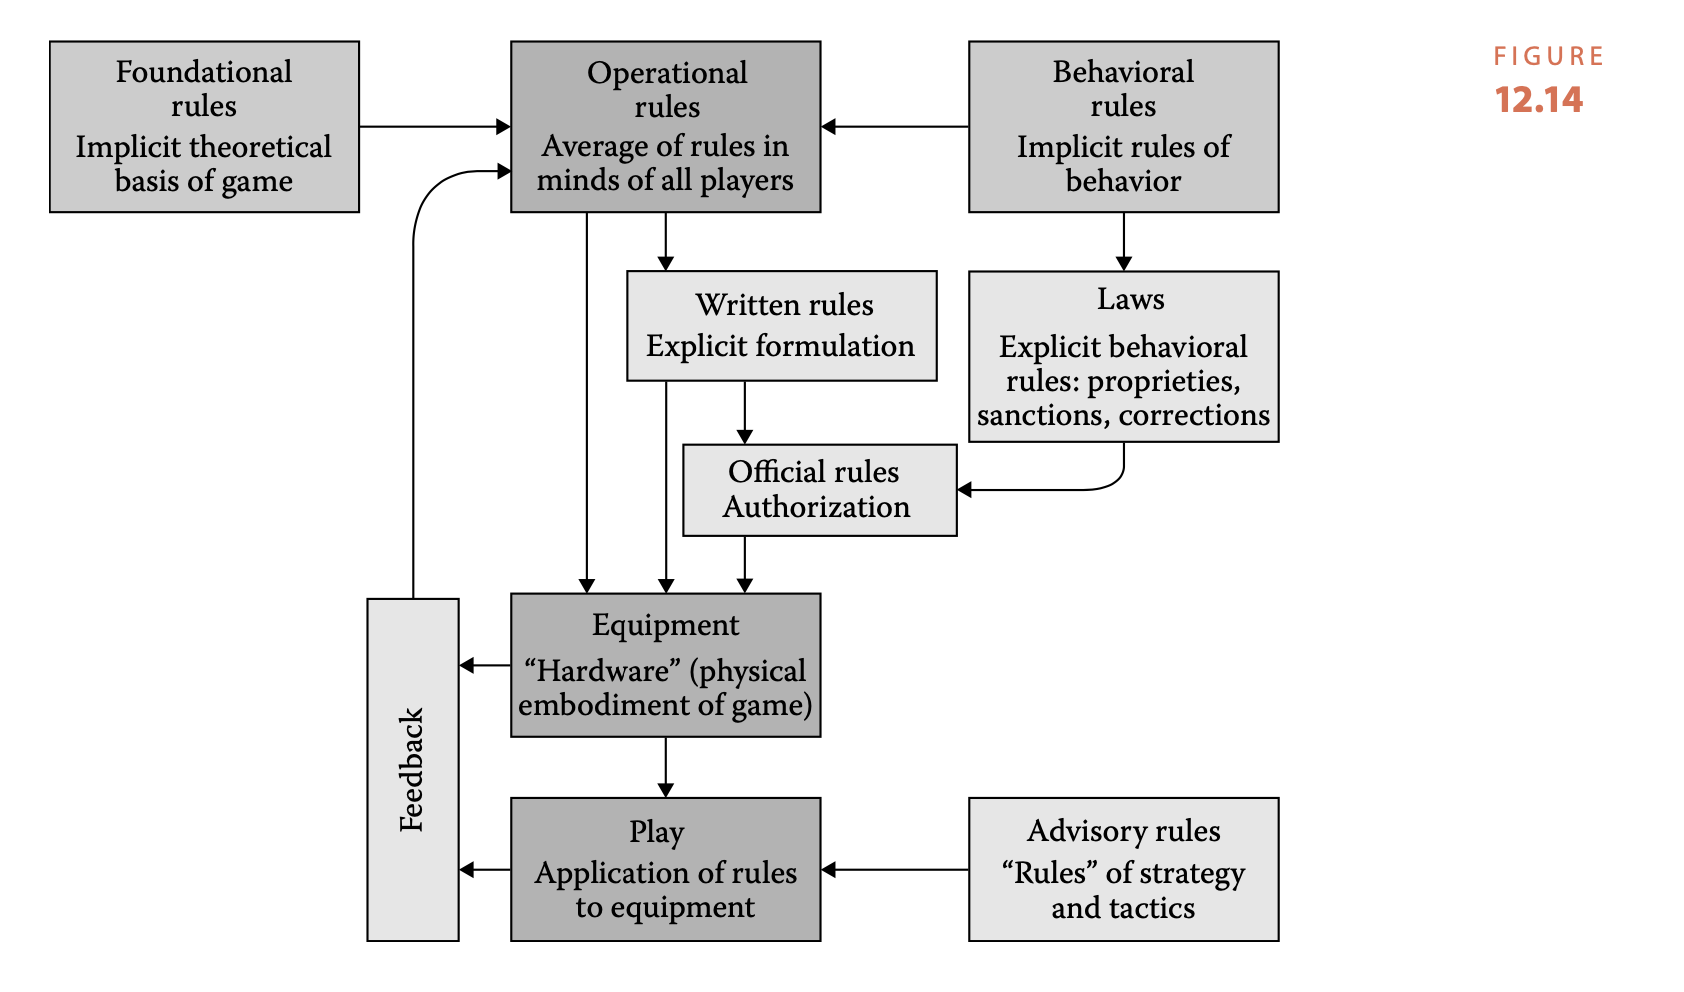 Foundational
rules
Implicit theoretical
basis of game
Operational
rules
Average of rules in
minds of all players
Behavioral
rules
Implicit rules of
behavior
FIGURE
12.14
Written rules
Explicit formulation
Laws
Explicit behavioral
rules: proprieties,
sanctions, corrections
Official rules
Authorization
Equipment
“Hardware” (physical
embodiment of game)
Feedback
Play
Application of rules
to equipment
Advisory rules
“Rules” of strategy
and tactics